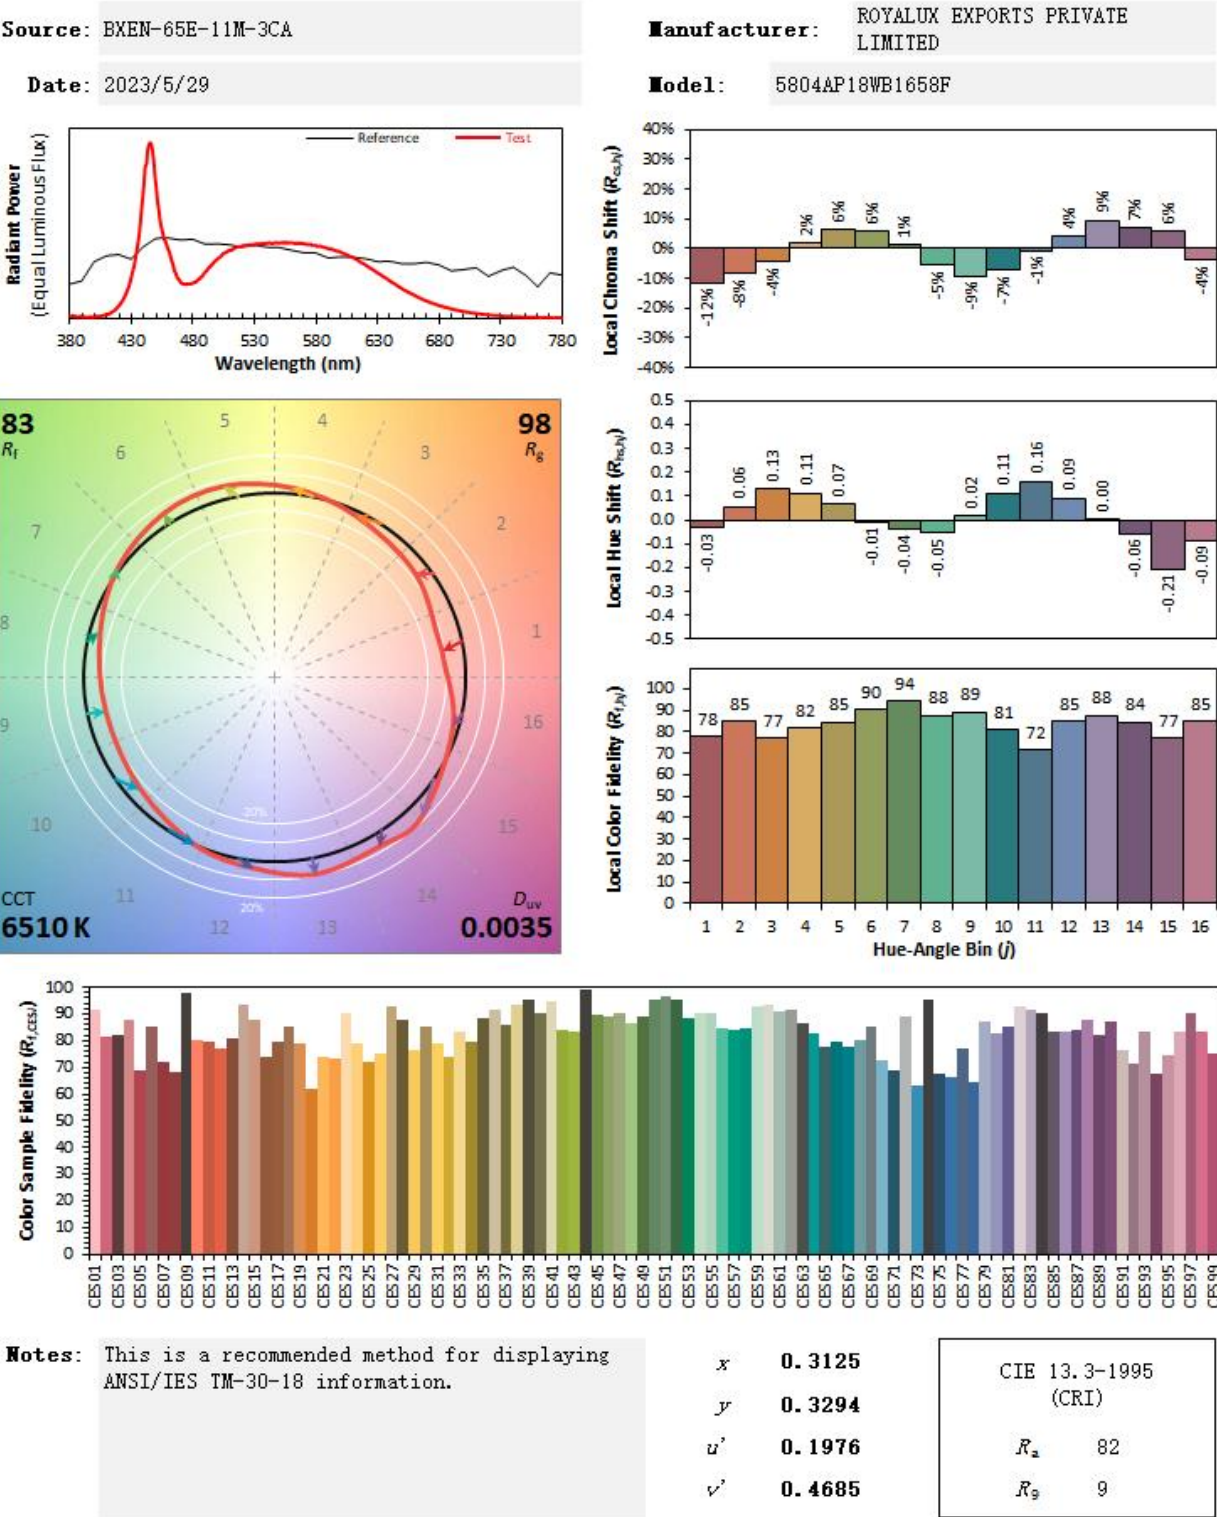 Source: BXEN-65E-11M-3CA
Manufacturer: ROYALUX EXPORTS PRIVATE
LIMITED
Date: 2023/5/29
Model: 5804AP18WB1658F
Radiant Power
(Equal Luminous Flux)
Reference
Test
380 430 480 530 580 630 680 730 780
Wavelength (nm)
Local Chroma Shift (Rcs,hj)
40%
30%
20%
10%
0%
-10%
-20%
-30%
-40%
-12% -8% -4% 2% 6% 6% 1% -5% -9% -7% -1% 4% 9% 7% 6% -4%
83
Rf
98
Rg
1
2
3
4
5
6
7
8
9
10
11
12
13
14
15
16
-20%
20%
CCT
6510 K
Duv
0.0035
Local Hue Shift (Rhs,hj)
0.5
0.4
0.3
0.2
0.1
0.0
-0.1
-0.2
-0.3
-0.4
-0.5
-0.03 0.06 0.13 0.11 0.07 -0.01 -0.04 -0.05 0.02 0.11 0.16 0.09 0.00 -0.06 -0.21 -0.09
Local Color Fidelity (Rf,hj)
100
90
80
70
60
50
40
30
20
10
0
78 85 77 82 85 90 94 88 89 81 72 85 88 84 77 85
1 2 3 4 5 6 7 8 9 10 11 12 13 14 15 16
Hue-Angle Bin (j)
Color Sample Fidelity (Rf,CESi)
100
90
80
70
60
50
40
30
20
10
0
CES01 CES03 CES05 CES07 CES09 CES11 CES13 CES15 CES17 CES19 CES21 CES23 CES25 CES27 CES29 CES31 CES33 CES35 CES37 CES39 CES41 CES43 CES45 CES47 CES49 CES51 CES53 CES55 CES57 CES59 CES61 CES63 CES65 CES67 CES69 CES71 CES73 CES75 CES77 CES79 CES81 CES83 CES85 CES87 CES89 CES91 CES93 CES95 CES97 CES99
Notes: This is a recommended method for displaying
ANSI/IES TM-30-18 information.
x 0.3125
y 0.3294
u' 0.1976
v' 0.4685
CIE 13.3-1995
(CRI)
Ra 82
R9 9